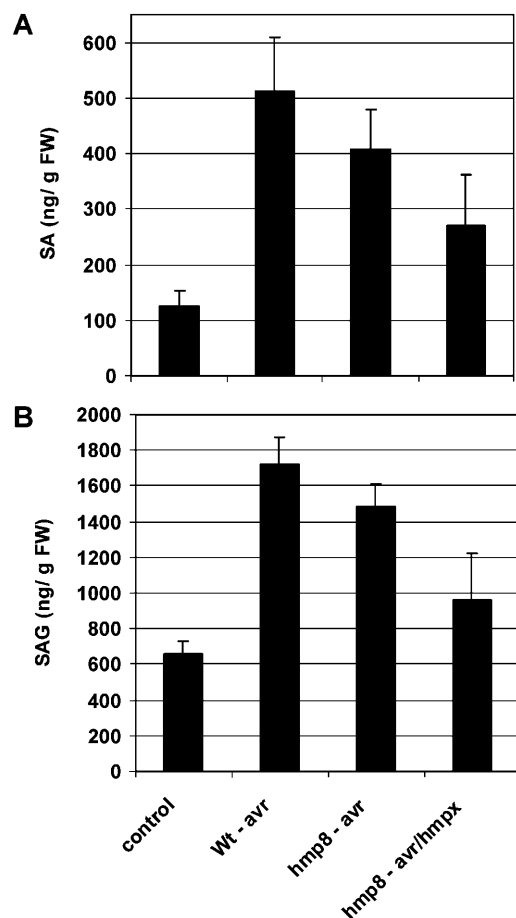 A
SA (ng/ g FW)
600
500
400
300
200
100
0
B
SAG (ng/ g FW)
2000
1800
1600
1400
1200
1000
800
600
400
200
0
control
Wt - avr
hmp8 - avr
hmp8 - avr/hmpx